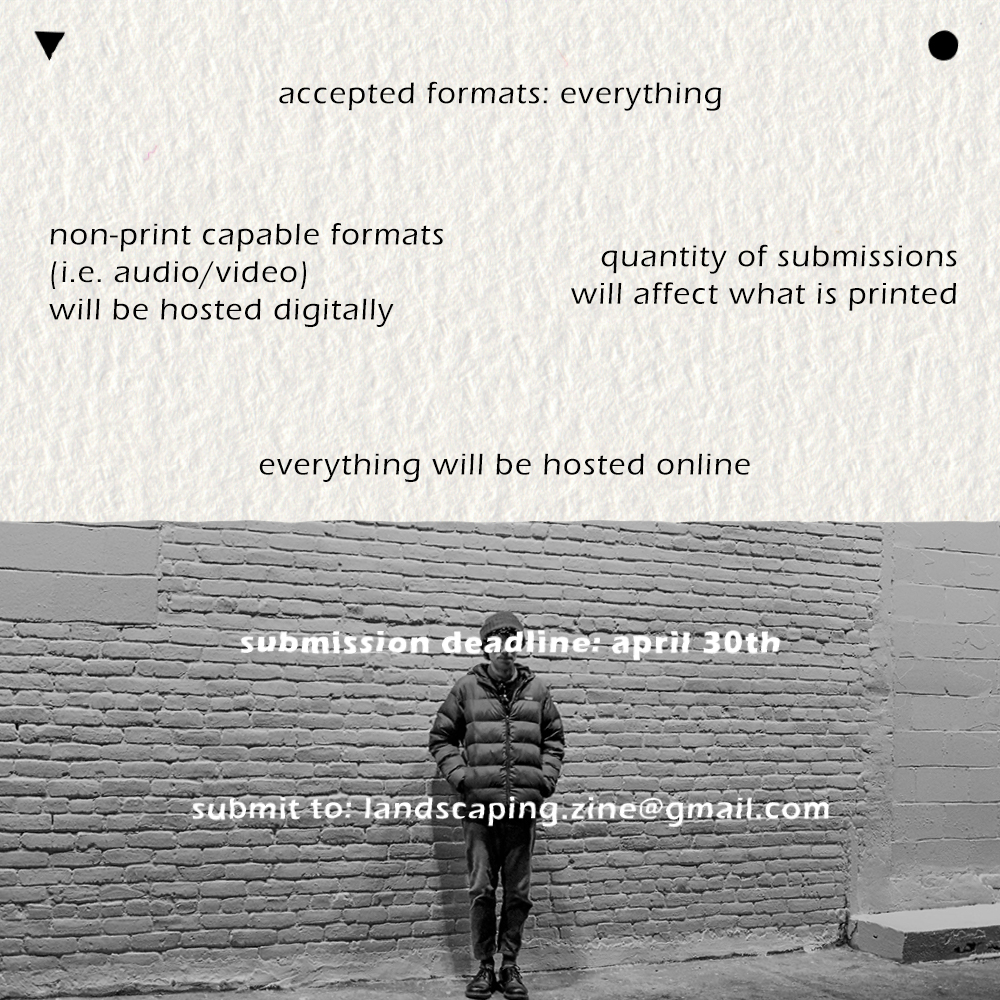 accepted formats: everything
non-print capable formats
(i.e. audio/video)
will be hosted digitally
quantity of submissions
will affect what is printed
everything will be hosted online
submission deadline: april 30th
submit to: landscaping.zine@gmail.com